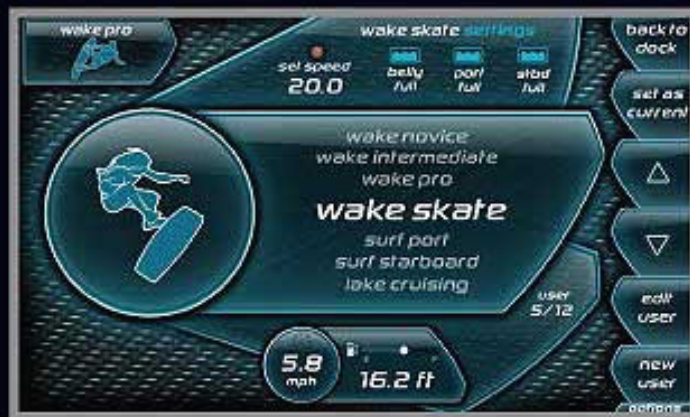 wake pro
wake skate settings
set speed
20.0
belly
full
port
full
stbd
full
back to
dock
set as
current
wake novice
wake intermediate
wake pro
wake skate
surf port
surf starboard
lake cruising
user
5/12
edit
user
5.8
mph
16.2 ft
new
user
options